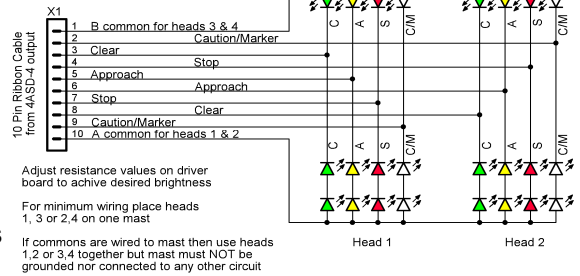 X1
10 Pin Ribbon Cable
from 4ASD-4 output
1 B common for heads 3 & 4
2 Caution/Marker
3 Clear
4 Stop
5 Approach
6 Approach
7 Stop
8 Clear
9 Caution/Marker
10 A common for heads 1 & 2
C A S C/M
C A S C/M
C A S C/M
C A S C/M
Adjust resistance values on driver
board to achive desired brightness
For minimum wiring place heads
1, 3 or 2,4 on one mast
If commons are wired to mast then use heads
1,2 or 3,4 together but mast must NOT be
grounded nor connected to any other circuit
Head 1
Head 2